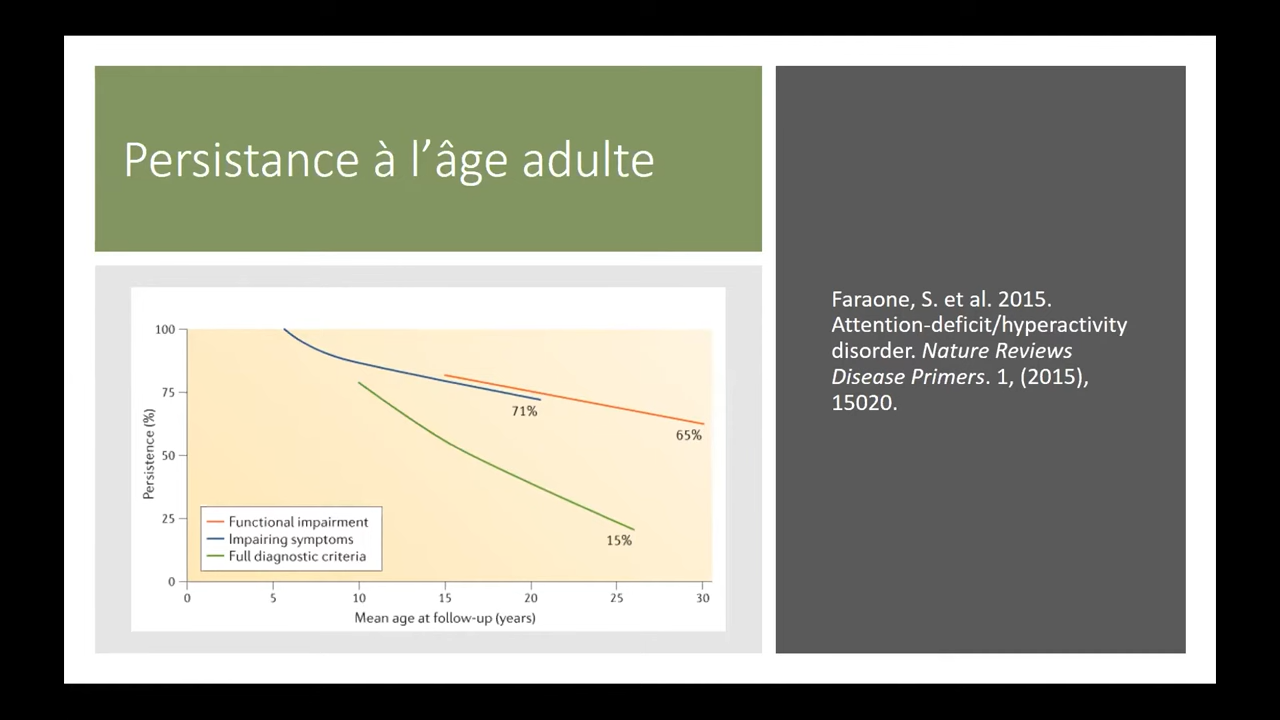 Persistance à l’âge adulte
100
75
50
25
0
Persistence (%)
71%
65%
15%
Functional impairment
Impairing symptoms
Full diagnostic criteria
0 5 10 15 20 25 30
Mean age at follow-up (years)
Faraone, S. et al. 2015.
Attention-deficit/hyperactivity
disorder. Nature Reviews
Disease Primers. 1, (2015),
15020.